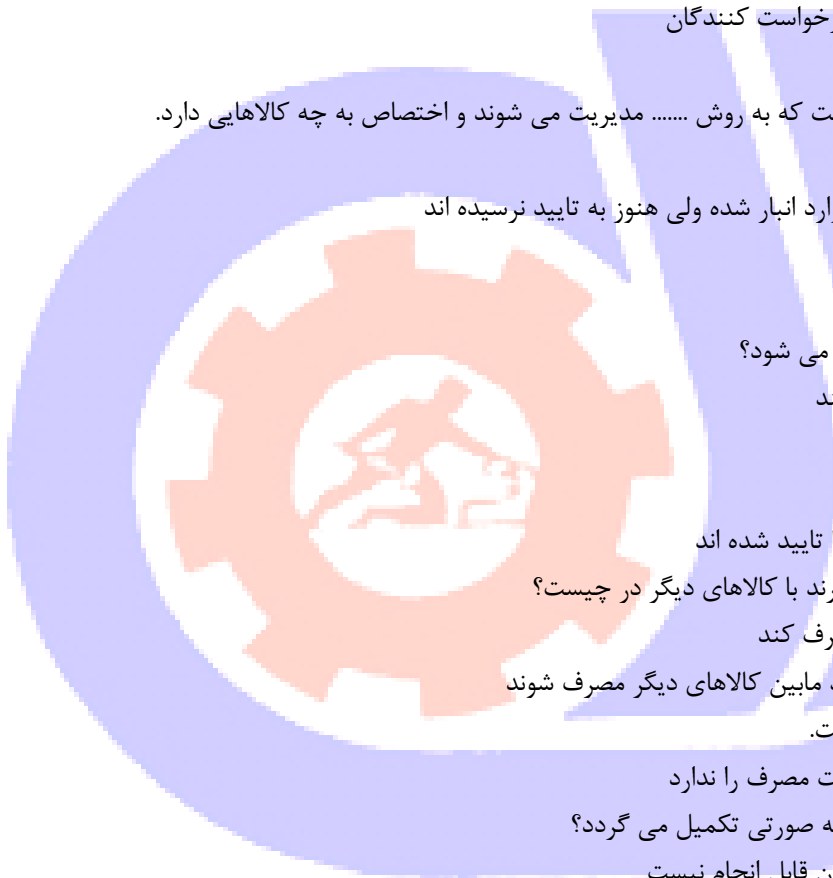 رخواست کنندگان
ت که به روش ....... مدیریت می شوند و اختصاص به چه کالاهایی دارد.
ارد انبار شده ولی هنوز به تایید نرسیده اند
می شود؟
ند
تایید شده اند
رند با کالاهای دیگر در چیست؟
رف کند
مابین کالاهای دیگر مصرف شوند
ت.
ت مصرف را ندارد
ه صورتی تکمیل می گردد؟
ن قابل انجام نیست